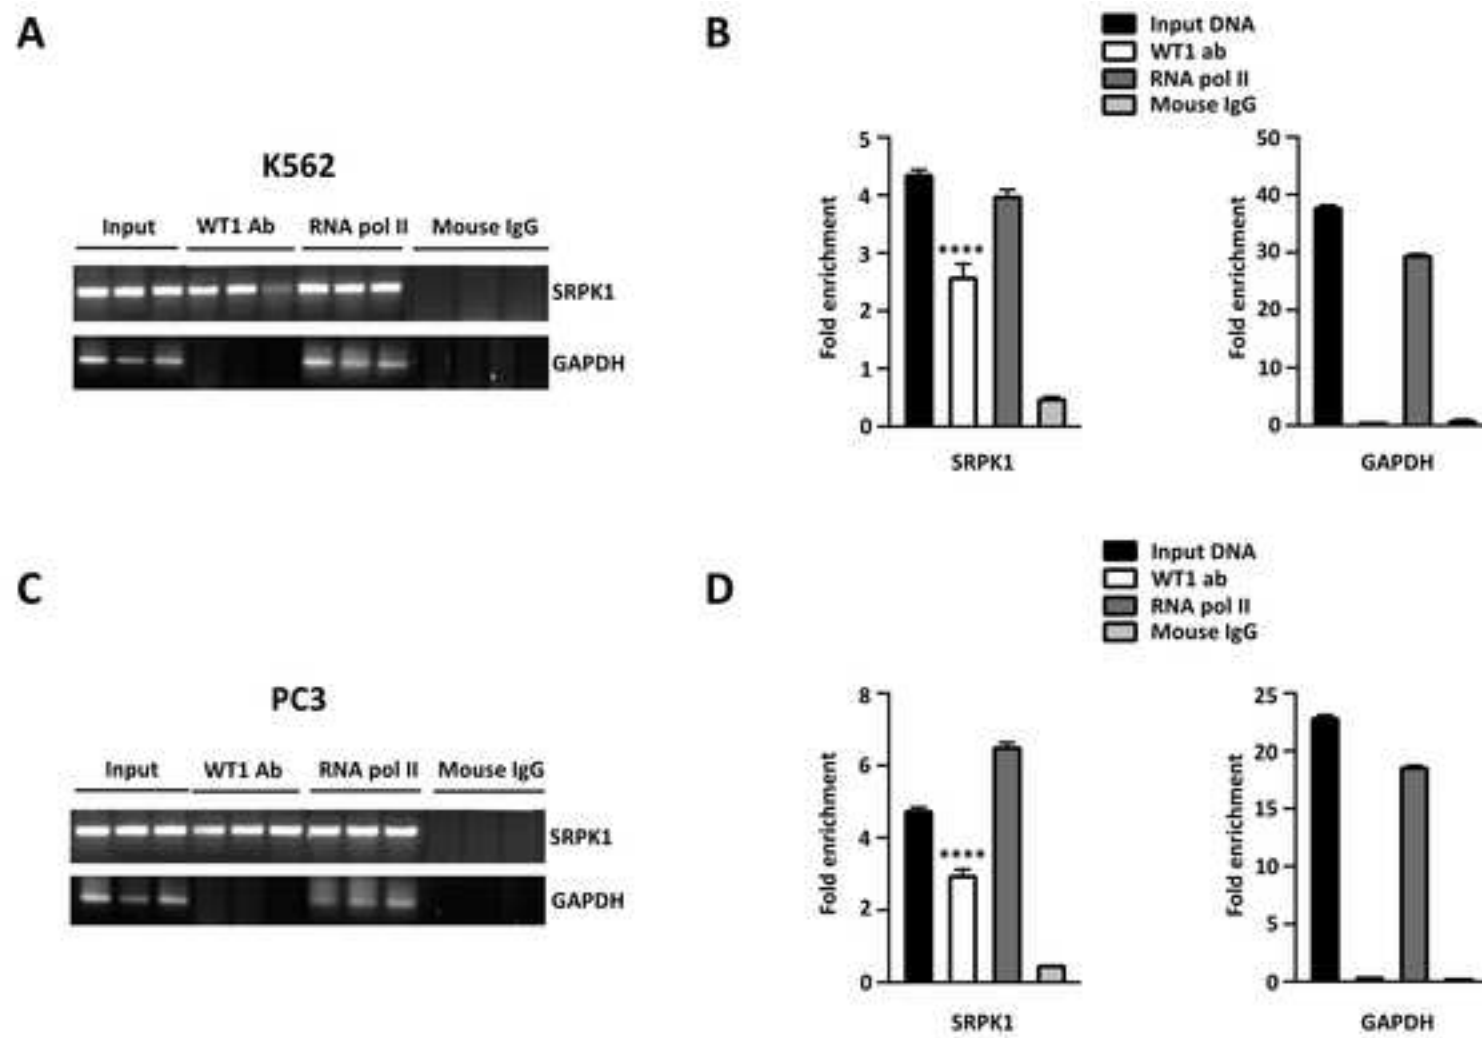 A
K562
Input WT1 Ab RNA pol II Mouse IgG
SRPK1
GAPDH
B
Input DNA
WT1 ab
RNA pol II
Mouse IgG
Fold enrichment
5
4
3
2
1
0
****
SRPK1
Fold enrichment
50
40
30
20
10
0
GAPDH
C
PC3
Input WT1 Ab RNA pol II Mouse IgG
SRPK1
GAPDH
D
Input DNA
WT1 ab
RNA pol II
Mouse IgG
Fold enrichment
8
6
4
2
0
****
SRPK1
Fold enrichment
25
20
15
10
5
0
GAPDH